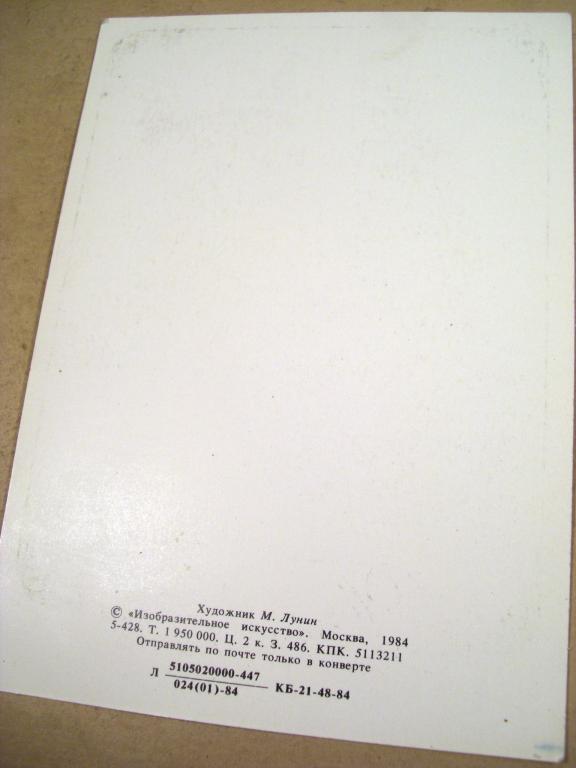 Художник М. Лунин
© «Изобразительное искусство». Москва, 1984
5-428. Т. 1 950 000. Ц. 2 к. З. 486. КПК. 5113211
Отправлять по почте только в конверте
Л 5105020000-447 КБ-21-48-84
024(01)-84